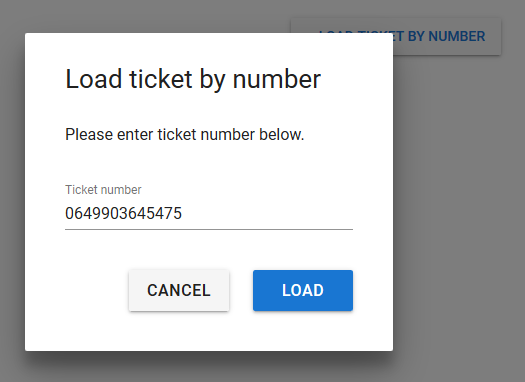 LOAD TICKET BY NUMBER
Load ticket by number
Please enter ticket number below.
Ticket number
0649903645475
CANCEL
LOAD